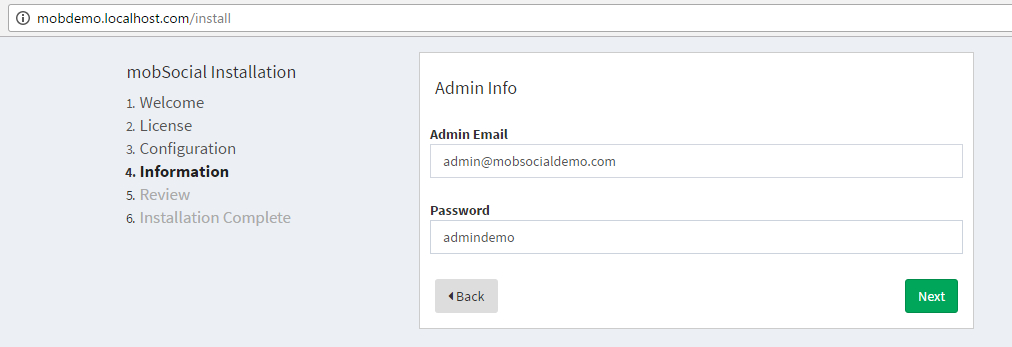 mobdemo.localhost.com/install
mobSocial Installation
1. Welcome
2. License
3. Configuration
4. Information
5. Review
6. Installation Complete
Admin Info
Admin Email
admin@mobsocialdemo.com
Password
admindemo
Back
Next